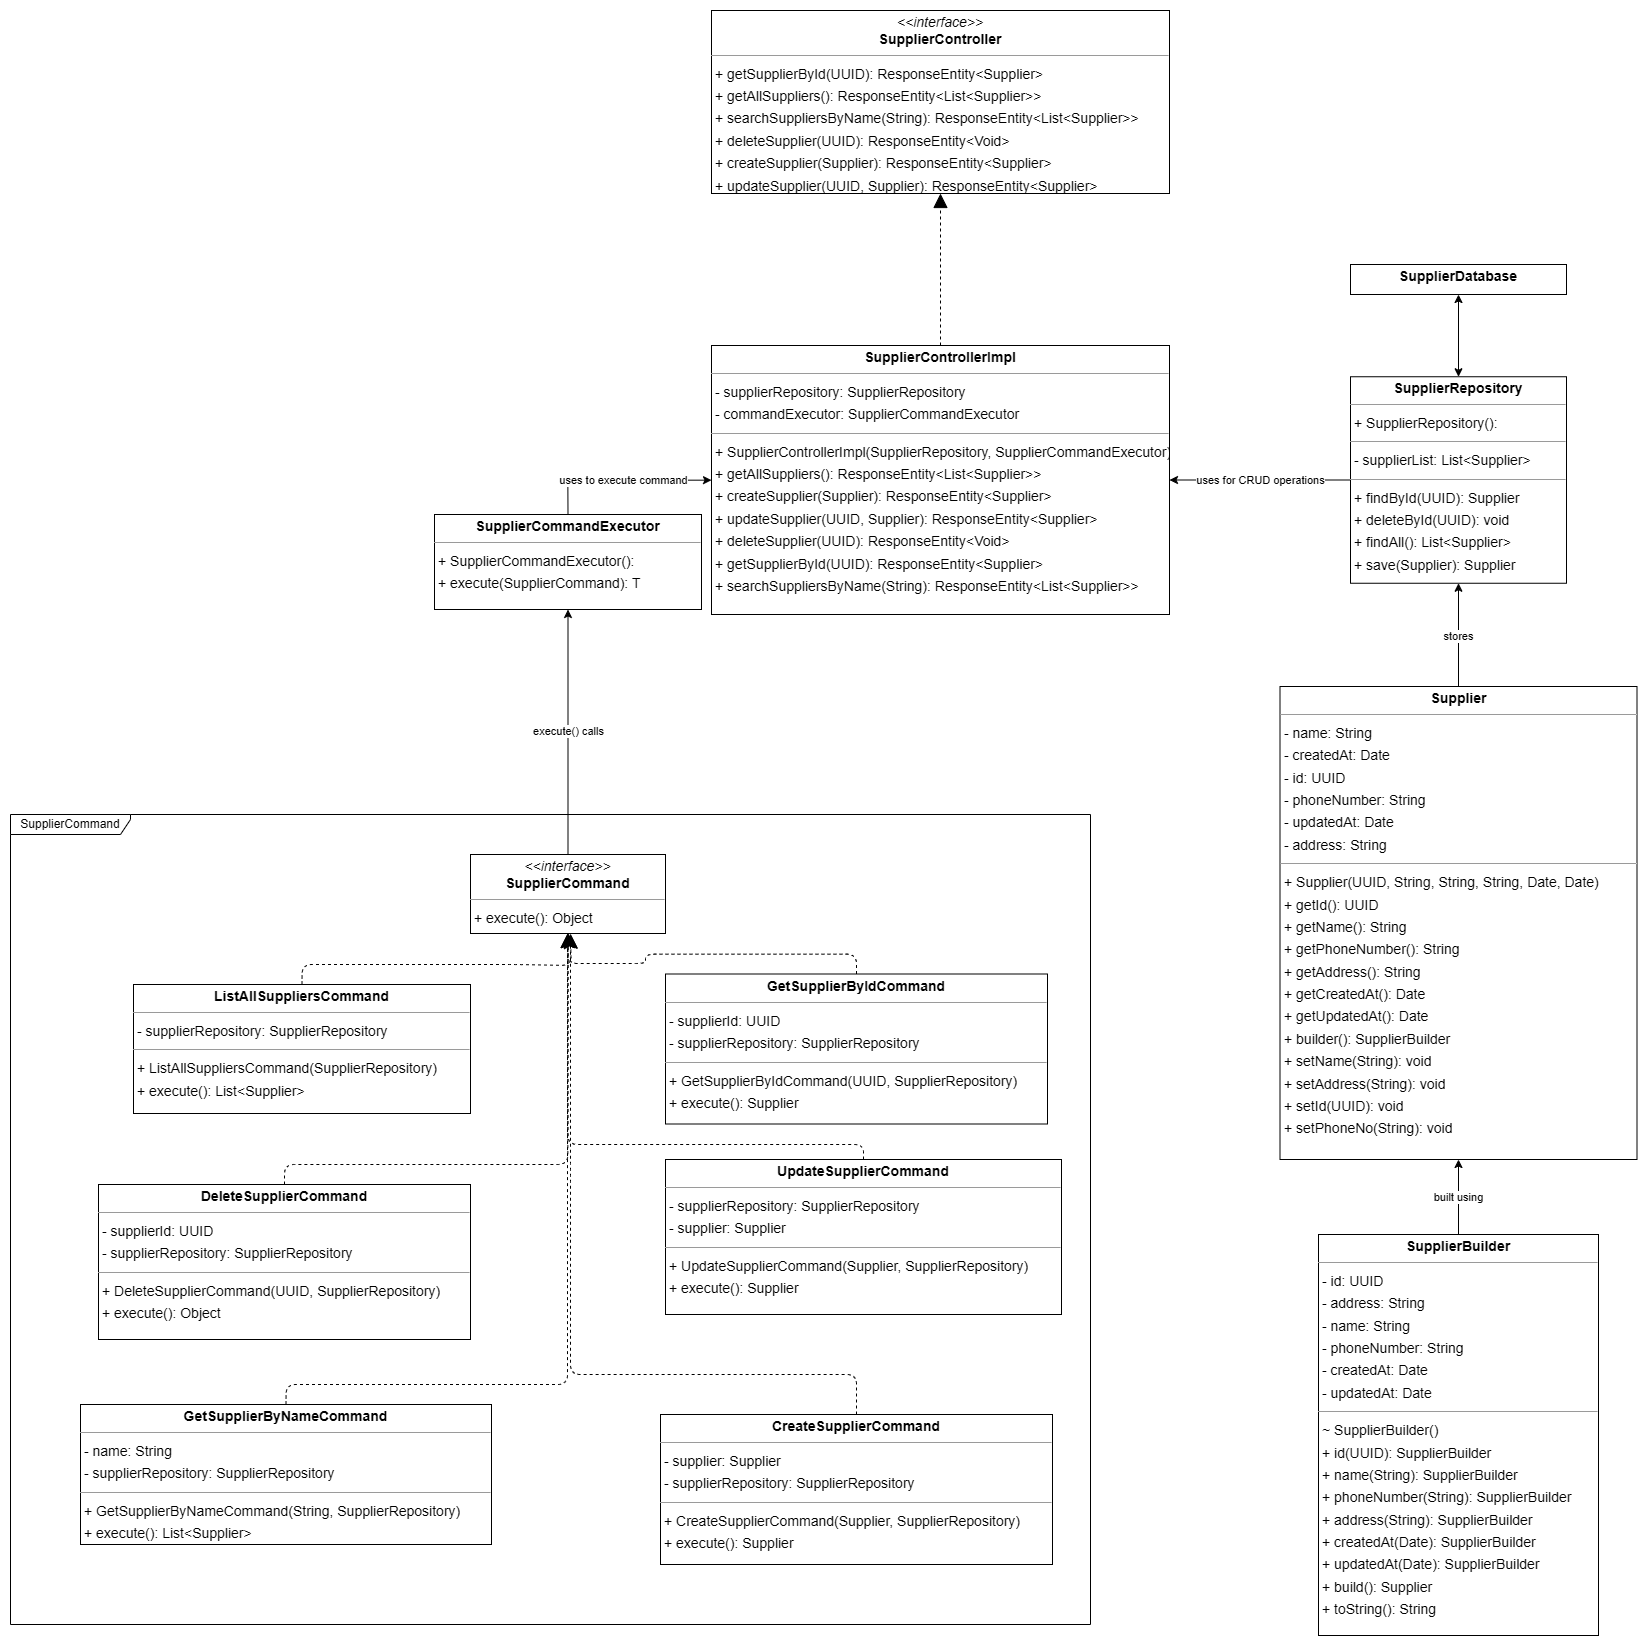 <<interface>>
SupplierController
+ getSupplierById(UUID): ResponseEntity<Supplier>
+ getAllSuppliers(): ResponseEntity<List<Supplier>>
+ searchSuppliersByName(String): ResponseEntity<List<Supplier>>
+ deleteSupplier(UUID): ResponseEntity<Void>
+ createSupplier(Supplier): ResponseEntity<Supplier>
+ updateSupplier(UUID, Supplier): ResponseEntity<Supplier>
SupplierDatabase
SupplierControllerImpl
- supplierRepository: SupplierRepository
- commandExecutor: SupplierCommandExecutor
+ SupplierControllerImpl(SupplierRepository, SupplierCommandExecutor)
+ getAllSuppliers(): ResponseEntity<List<Supplier>>
+ createSupplier(Supplier): ResponseEntity<Supplier>
+ updateSupplier(UUID, Supplier): ResponseEntity<Supplier>
+ deleteSupplier(UUID): ResponseEntity<Void>
+ getSupplierById(UUID): ResponseEntity<Supplier>
+ searchSuppliersByName(String): ResponseEntity<List<Supplier>>
SupplierRepository
+ SupplierRepository():
- supplierList: List<Supplier>
+ findById(UUID): Supplier
+ deleteById(UUID): void
+ findAll(): List<Supplier>
+ save(Supplier): Supplier
uses to execute command
uses for CRUD operations
SupplierCommandExecutor
+ SupplierCommandExecutor():
+ execute(SupplierCommand): T
stores
execute() calls
Supplier
- name: String
- createdAt: Date
- id: UUID
- phoneNumber: String
- updatedAt: Date
- address: String
+ Supplier(UUID, String, String, String, Date, Date)
+ getId(): UUID
+ getName(): String
+ getPhoneNumber(): String
+ getAddress(): String
+ getCreatedAt(): Date
+ getUpdatedAt(): Date
+ builder(): SupplierBuilder
+ setName(String): void
+ setAddress(String): void
+ setId(UUID): void
+ setPhoneNo(String): void
SupplierCommand
<<interface>>
SupplierCommand
+ execute(): Object
ListAllSuppliersCommand
- supplierRepository: SupplierRepository
+ ListAllSuppliersCommand(SupplierRepository)
+ execute(): List<Supplier>
GetSupplierByIdCommand
- supplierId: UUID
- supplierRepository: SupplierRepository
+ GetSupplierByIdCommand(UUID, SupplierRepository)
+ execute(): Supplier
DeleteSupplierCommand
- supplierId: UUID
- supplierRepository: SupplierRepository
+ DeleteSupplierCommand(UUID, SupplierRepository)
+ execute(): Object
UpdateSupplierCommand
- supplierRepository: SupplierRepository
- supplier: Supplier
+ UpdateSupplierCommand(Supplier, SupplierRepository)
+ execute(): Supplier
built using
SupplierBuilder
- id: UUID
- address: String
- name: String
- phoneNumber: String
- createdAt: Date
- updatedAt: Date
~ SupplierBuilder()
+ id(UUID): SupplierBuilder
+ name(String): SupplierBuilder
+ phoneNumber(String): SupplierBuilder
+ address(String): SupplierBuilder
+ createdAt(Date): SupplierBuilder
+ updatedAt(Date): SupplierBuilder
+ build(): Supplier
+ toString(): String
GetSupplierByNameCommand
- name: String
- supplierRepository: SupplierRepository
+ GetSupplierByNameCommand(String, SupplierRepository)
+ execute(): List<Supplier>
CreateSupplierCommand
- supplier: Supplier
- supplierRepository: SupplierRepository
+ CreateSupplierCommand(Supplier, SupplierRepository)
+ execute(): Supplier